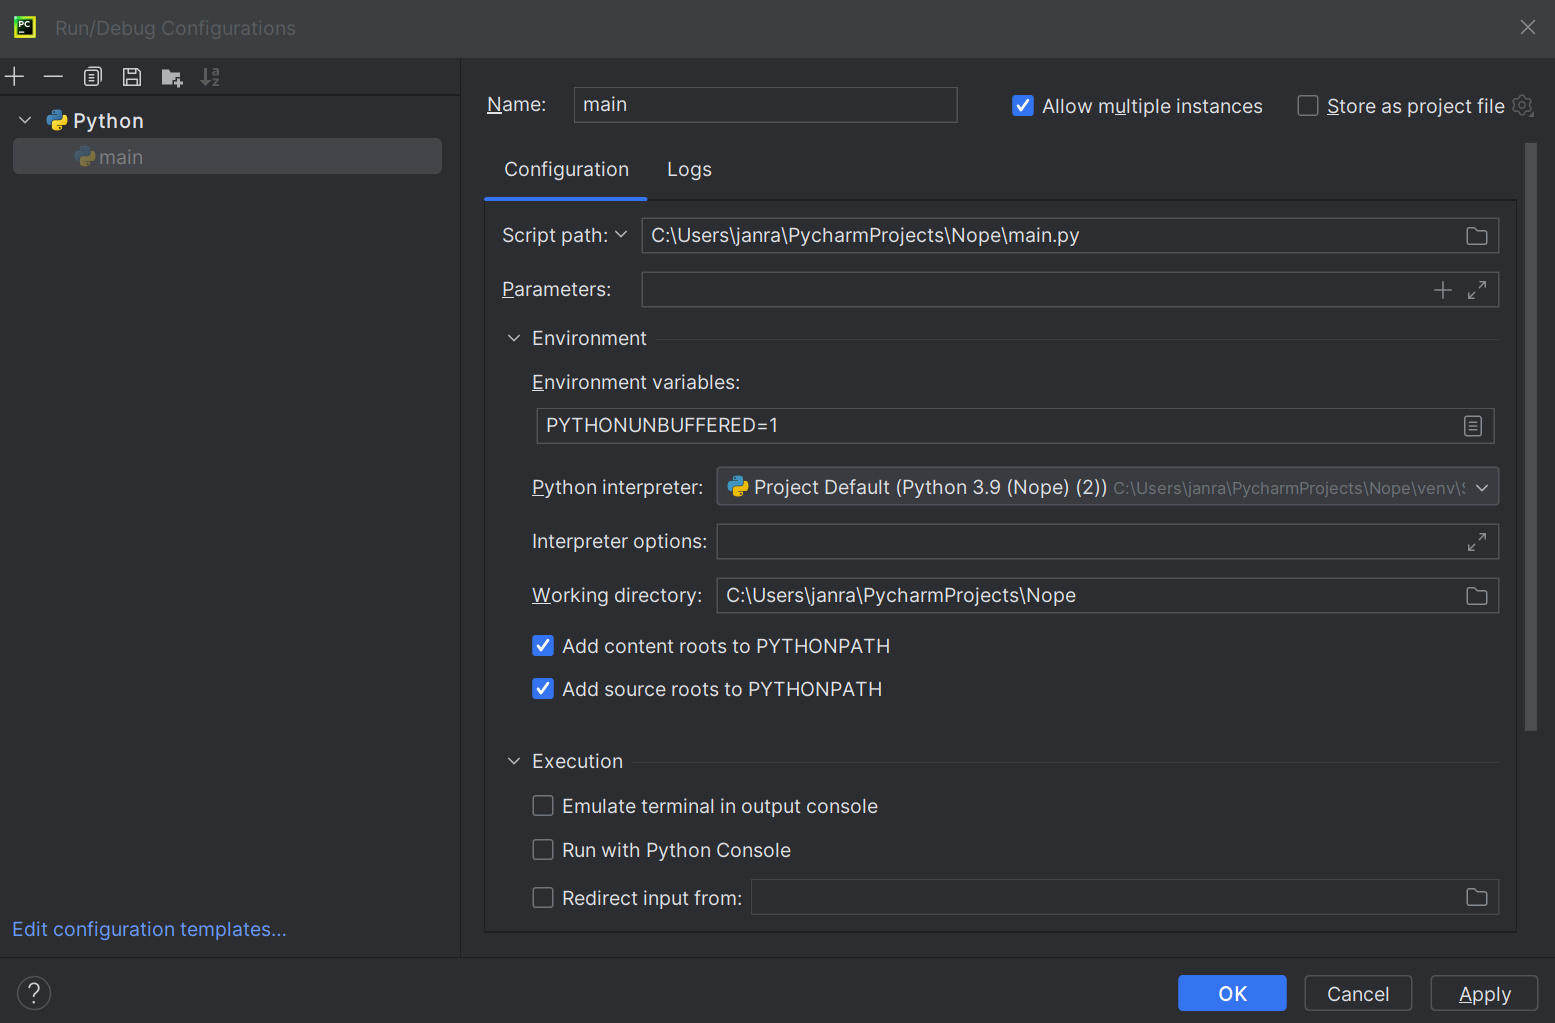 PC
Run/Debug Configurations
Python
main
Edit configuration templates...
Name: main
Allow multiple instances
Store as project file
Configuration Logs
Script path: C:\Users\janra\PycharmProjects\Nope\main.py
Parameters:
Environment
Environment variables:
PYTHONUNBUFFERED=1
Python interpreter: Project Default (Python 3.9 (Nope) (2)) C:\Users\janra\PycharmProjects\Nope\venv\
Interpreter options:
Working directory: C:\Users\janra\PycharmProjects\Nope
Add content roots to PYTHONPATH
Add source roots to PYTHONPATH
Execution
Emulate terminal in output console
Run with Python Console
Redirect input from:
? OK Cancel Apply